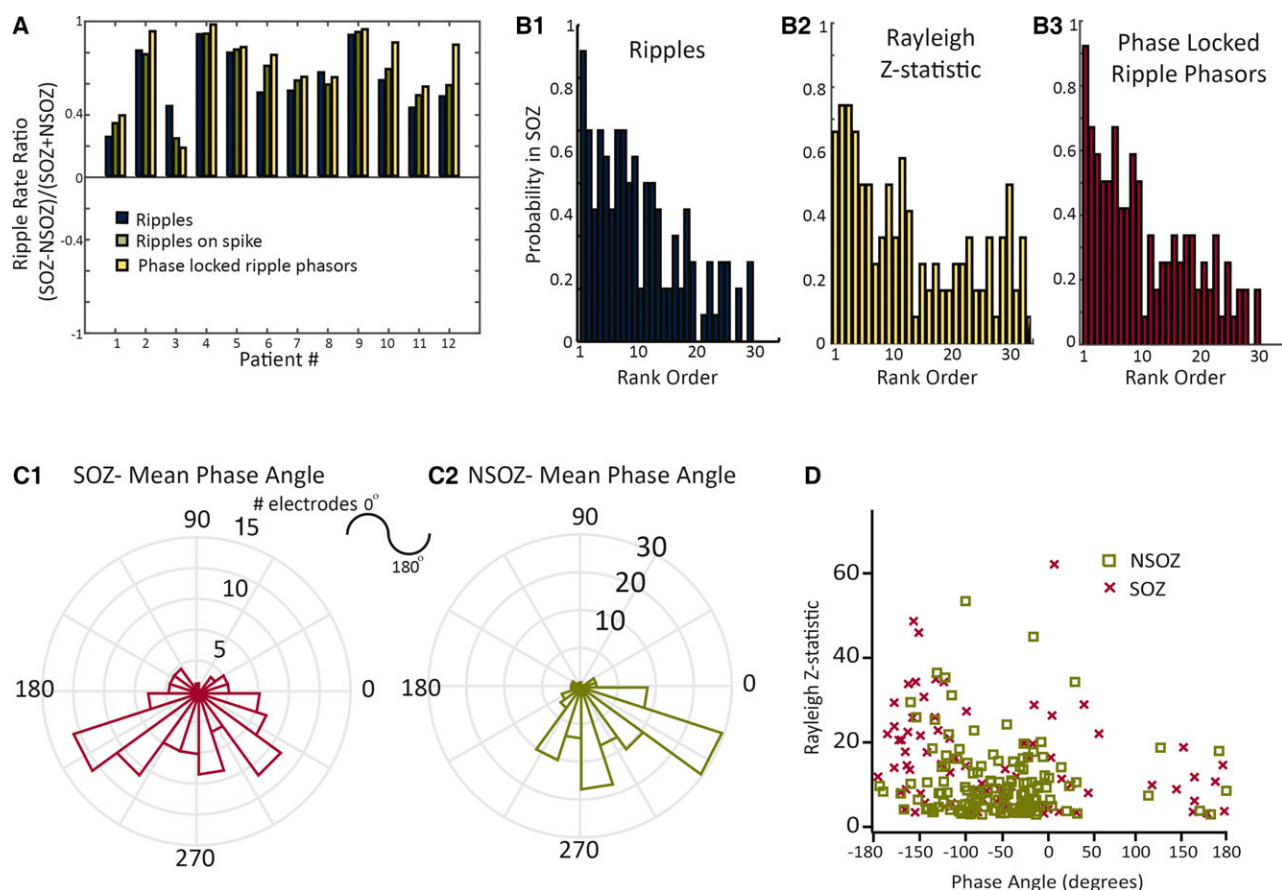 A
Ripple Rate Ratio
(SOZ-NSOZ)/(SOZ+NSOZ)
1
0.4
0
-0.4
-1
Ripples
Ripples on spike
Phase locked ripple phasors
1 2 3 4 5 6 7 8 9 10 11 12
Patient #
B1
Ripples
Probability in SOZ
1
0.8
0.6
0.4
0.2
0
1 10 20 30
Rank Order
B2
Rayleigh
Z-statistic
1
0.8
0.6
0.4
0.2
0
1 10 20 30
Rank Order
B3
Phase Locked
Ripple Phasors
1
0.8
0.6
0.4
0.2
0
1 10 20 30
Rank Order
C1 SOZ- Mean Phase Angle
# electrodes 0°
180°
90
15
10
5
180
0
270
C2 NSOZ- Mean Phase Angle
90
30
20
10
180
0
270
D
Rayleigh Z-statistic
60
40
20
0
NSOZ
SOZ
-180 -150 -100 -50 0 50 100 150 180
Phase Angle (degrees)